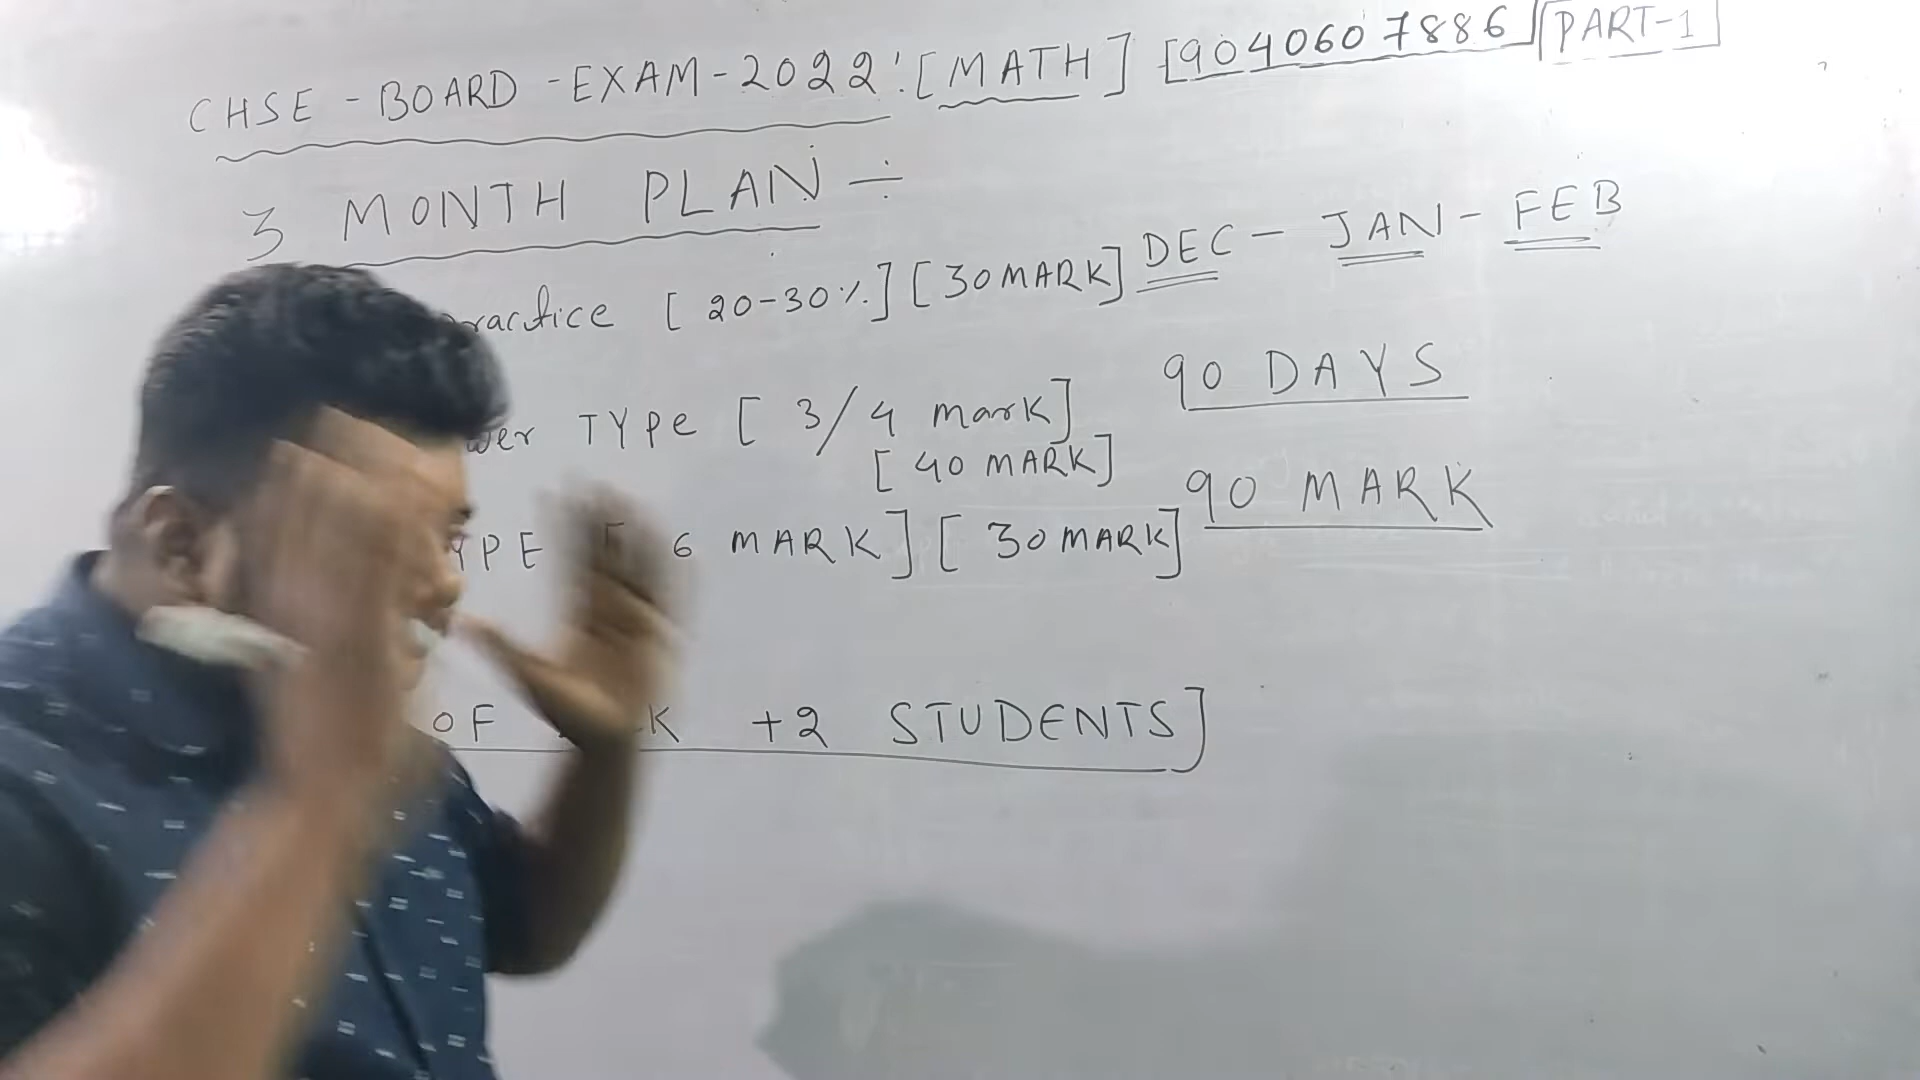 CHSE - BOARD - EXAM - 2022 : [MATH] [9040607886] PART-1
3 MONTH PLAN ÷
DEC - JAN - FEB
ractice [20-30%] [30 MARK]
90 DAYS
wer TYPe [3/4 mark]
[40 MARK]
90 MARK
YPE [ 6 MARK] [30 MARK]
OF K +2 STUDENTS]